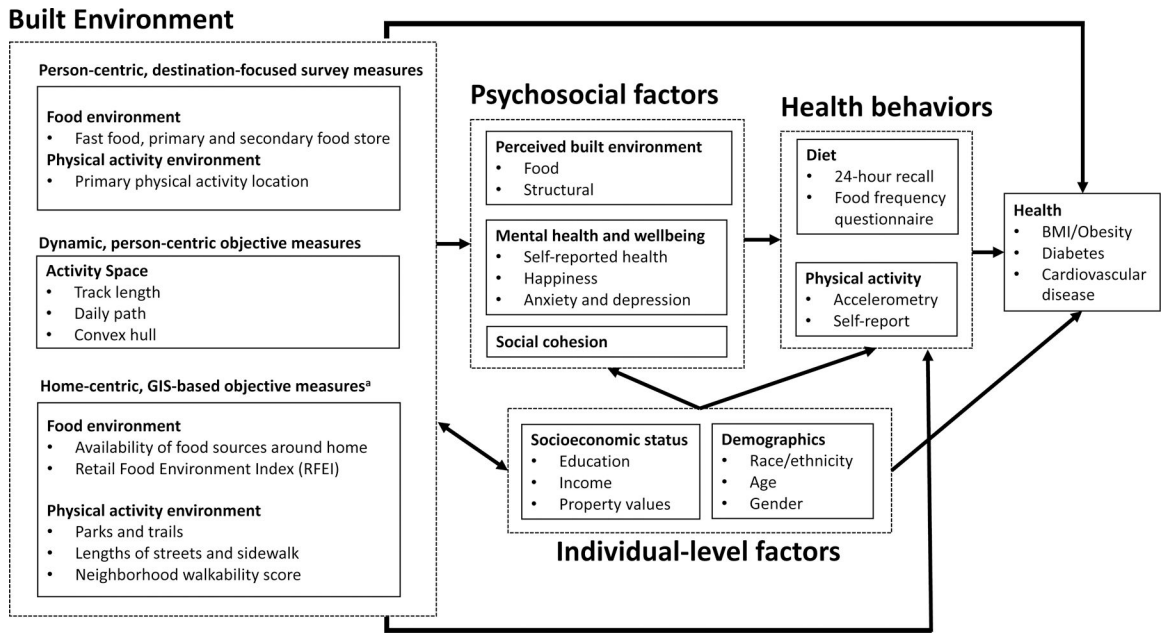 Built Environment
Person-centric, destination-focused survey measures
Food environment
• Fast food, primary and secondary food store
Physical activity environment
• Primary physical activity location
Dynamic, person-centric objective measures
Activity Space
• Track length
• Daily path
• Convex hull
Home-centric, GIS-based objective measuresᵃ
Food environment
• Availability of food sources around home
• Retail Food Environment Index (RFEI)
Physical activity environment
• Parks and trails
• Lengths of streets and sidewalk
• Neighborhood walkability score
Psychosocial factors
Perceived built environment
• Food
• Structural
Mental health and wellbeing
• Self-reported health
• Happiness
• Anxiety and depression
Social cohesion
Health behaviors
Diet
• 24-hour recall
• Food frequency
questionnaire
Physical activity
• Accelerometry
• Self-report
Health
• BMI/Obesity
• Diabetes
• Cardiovascular
disease
Socioeconomic status
• Education
• Income
• Property values
Demographics
• Race/ethnicity
• Age
• Gender
Individual-level factors